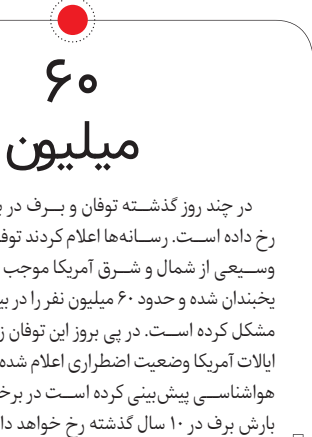 ۶۰
میلیون
در چند روز گذشته توفان و برف در
رخ داده است. رسانه‌ها اعلام کردند
وسیعی از شمال و شرق آمریکا موجب
یخبندان شده و حدود ۶۰ میلیون نفر را در
مشکل کرده است. در پی بروز این توفان
ایالات آمریکا وضعیت اضطراری اعلام شده
هواشناسی پیش‌بینی کرده است در
بارش برف در ۱۰ سال گذشته رخ خواهد